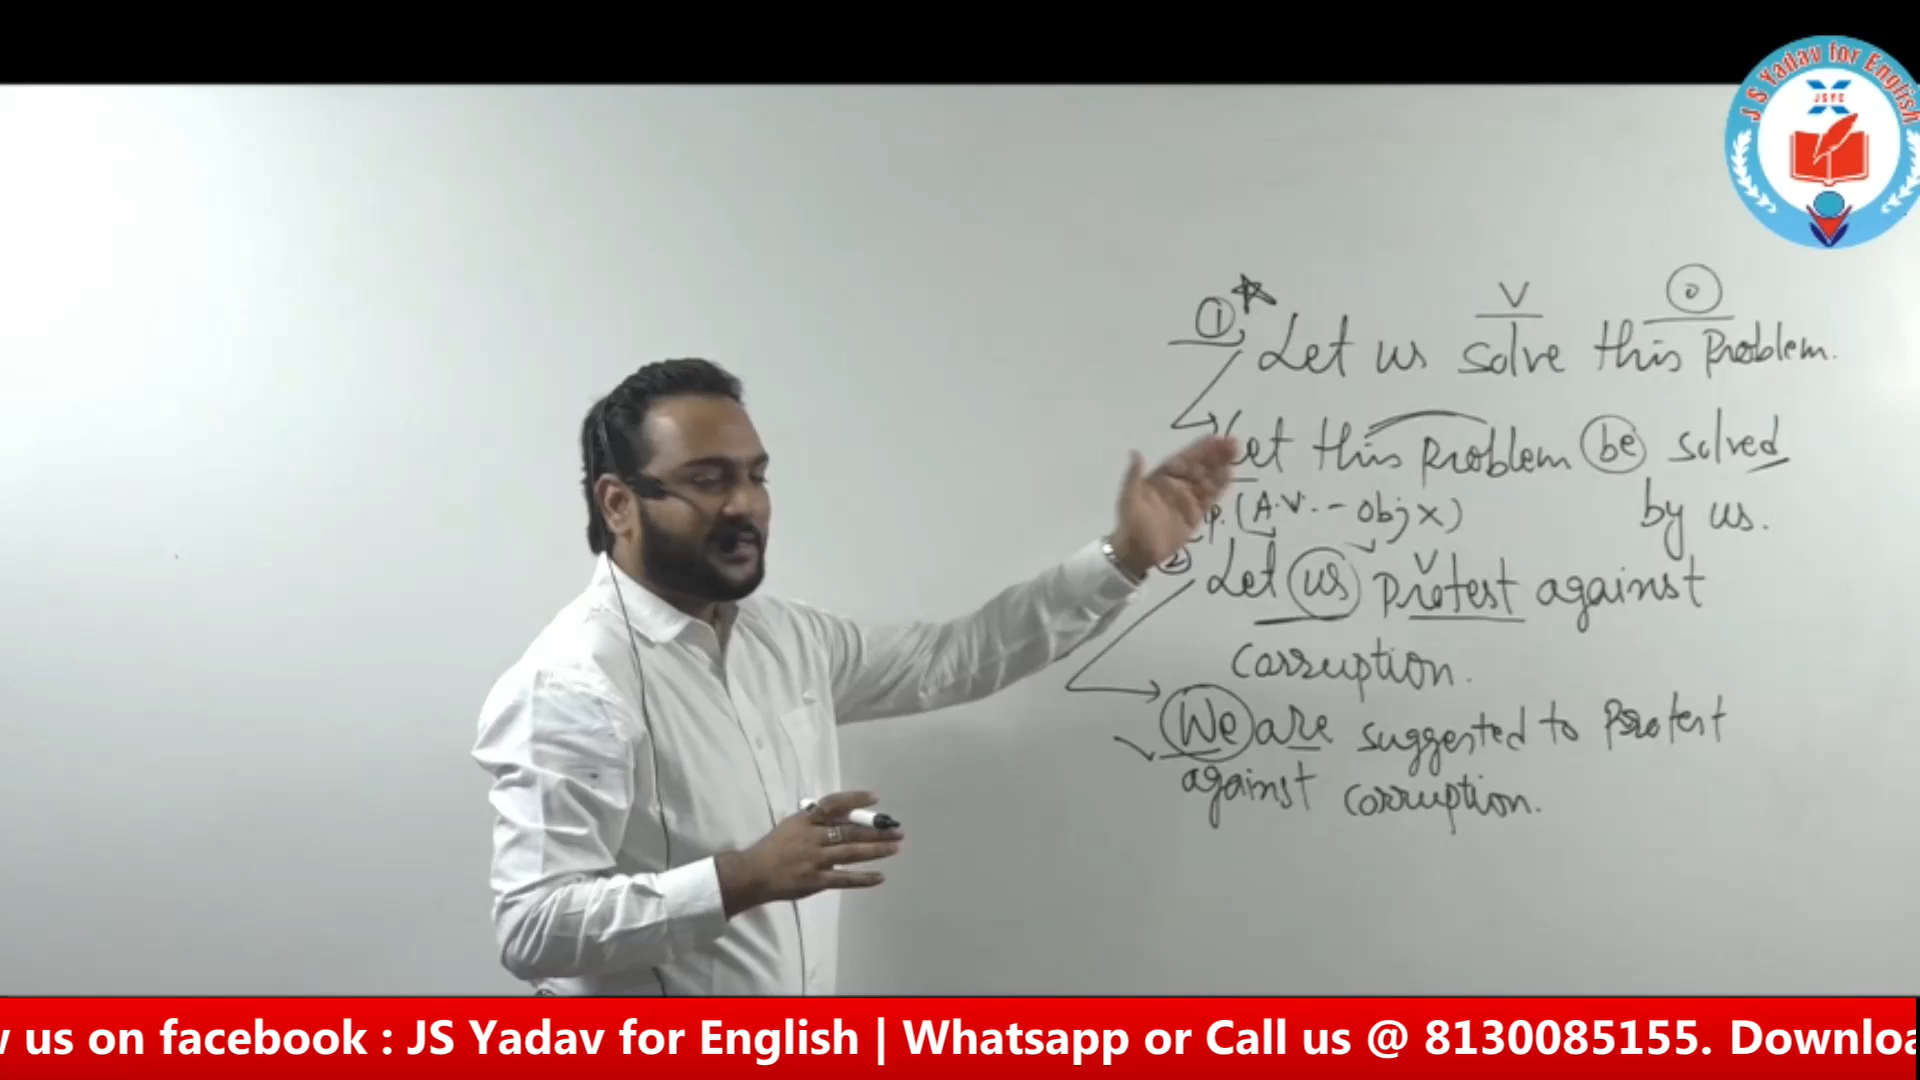 J S Yadav for English
JSYE
① V O
Let us solve this Problem.
Let this Problem be solved
by us.
(A.V. - Obj x)
② V
Let us Protest against
corruption.
We are suggested to Protest
against corruption.
w us on facebook : JS Yadav for English | Whatsapp or Call us @ 8130085155. Downloa